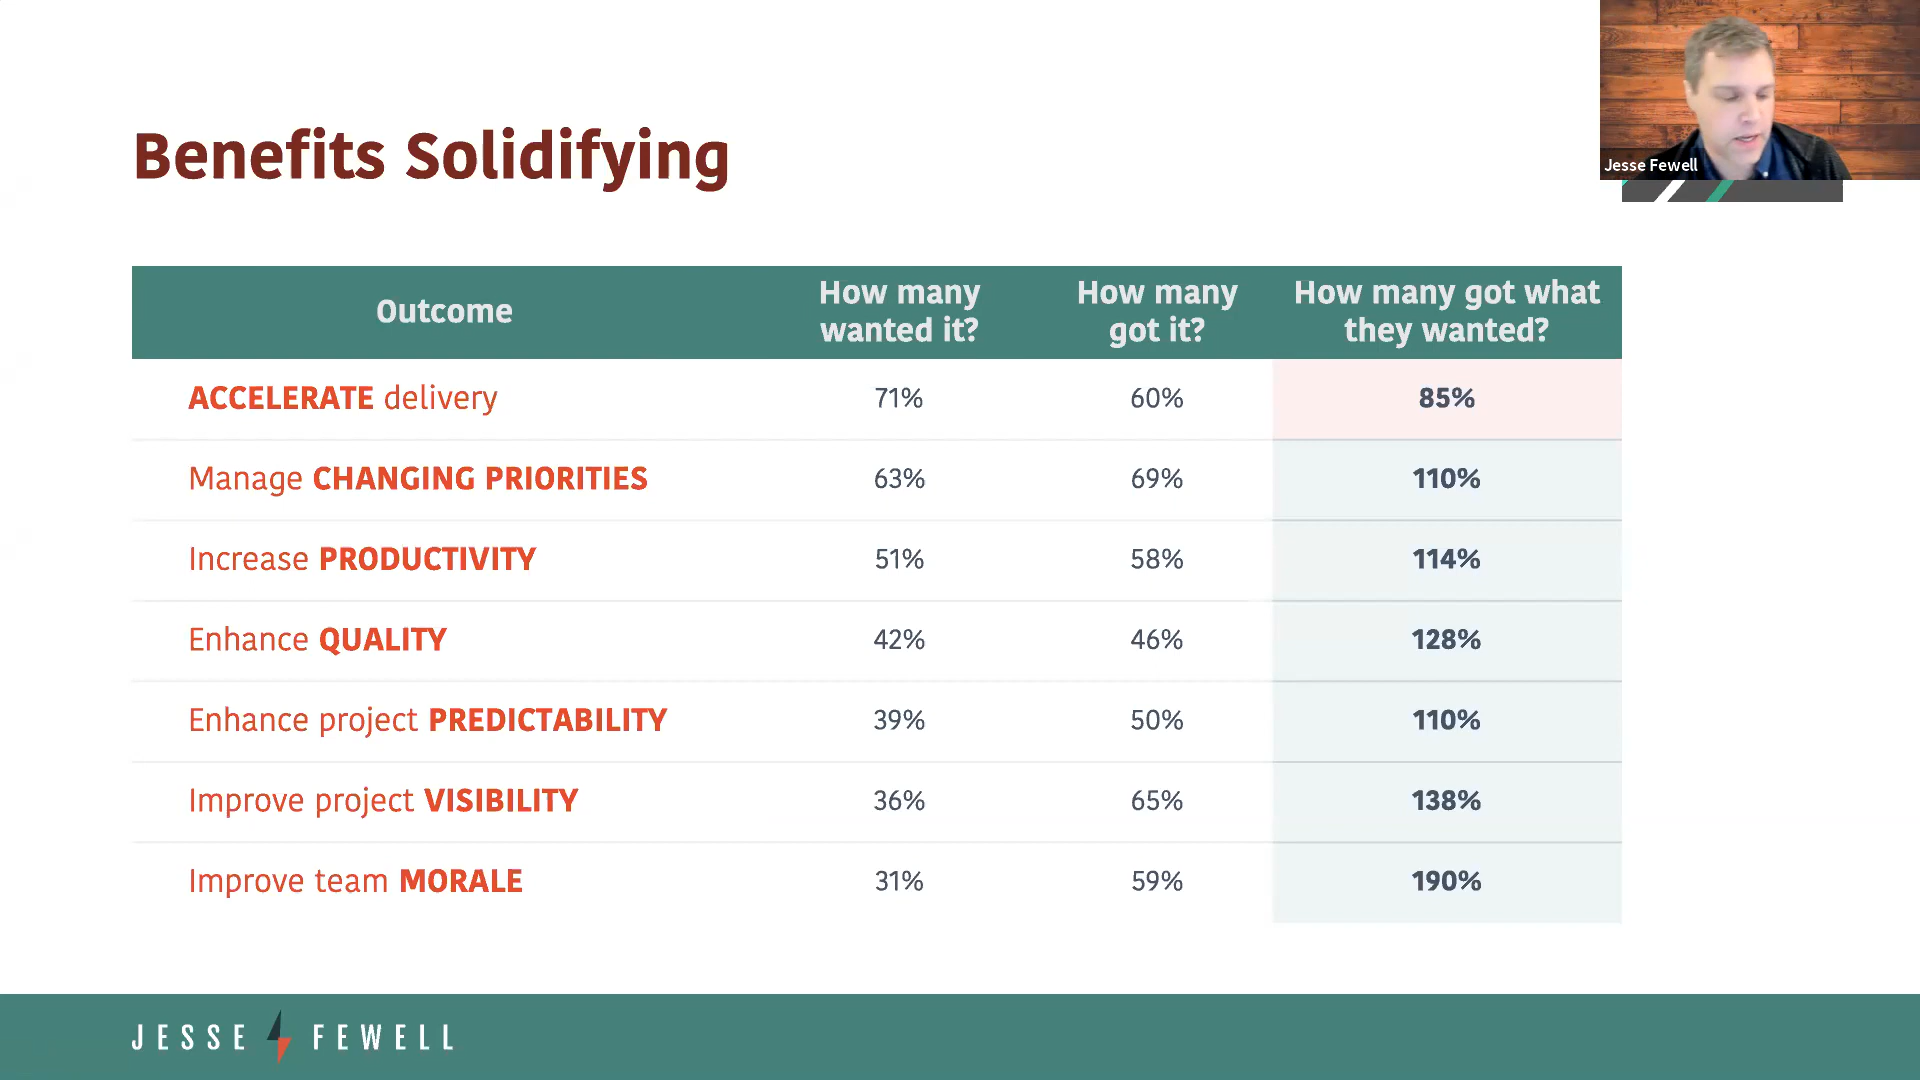 Jesse Fewell
Benefits Solidifying
Outcome How many wanted it? How many got it? How many got what they wanted?
ACCELERATE delivery 71% 60% 85%
Manage CHANGING PRIORITIES 63% 69% 110%
Increase PRODUCTIVITY 51% 58% 114%
Enhance QUALITY 42% 46% 128%
Enhance project PREDICTABILITY 39% 50% 110%
Improve project VISIBILITY 36% 65% 138%
Improve team MORALE 31% 59% 190%
JESSE FEWELL